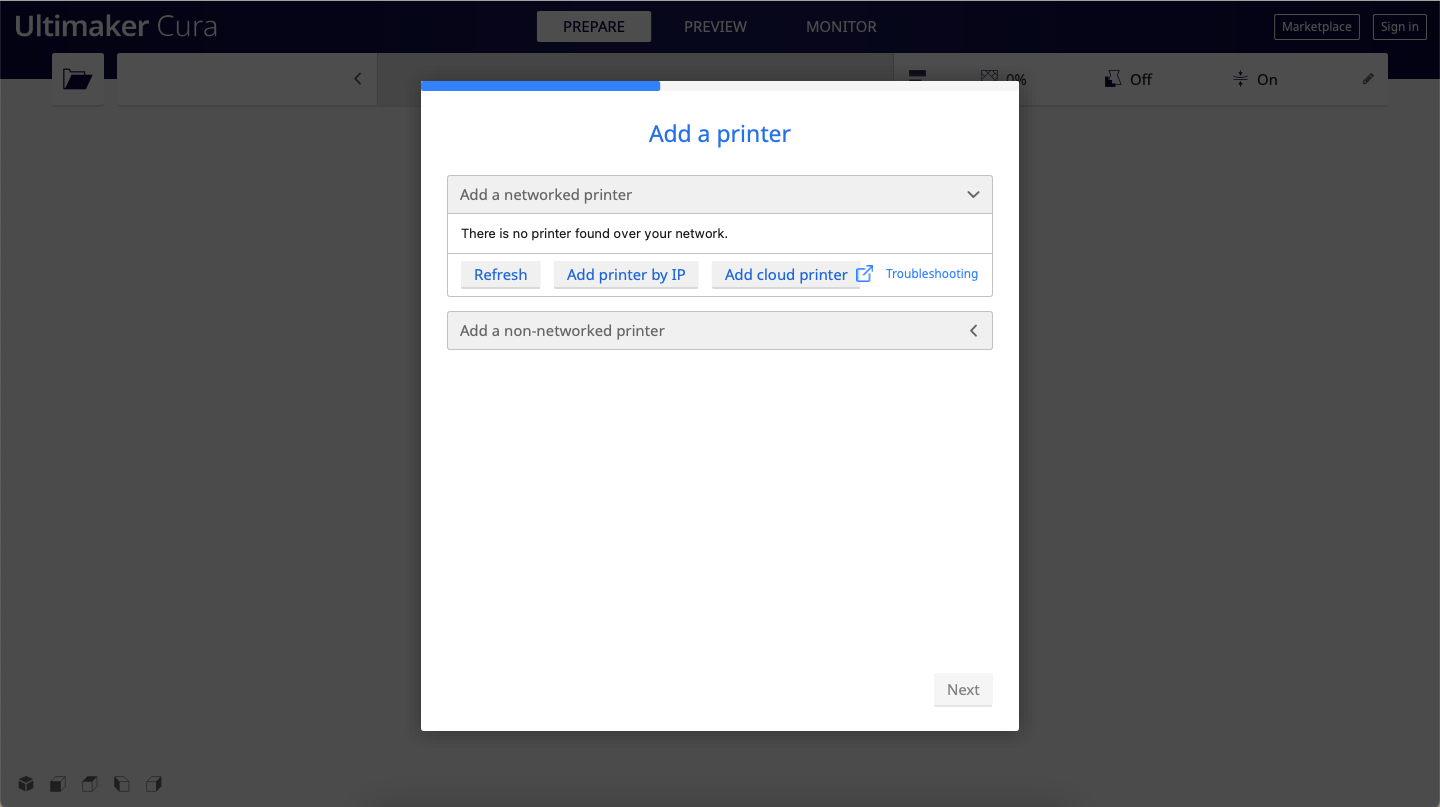 Ultimaker Cura
PREPARE PREVIEW MONITOR
Marketplace Sign in
0% Off On
Add a printer
Add a networked printer
There is no printer found over your network.
Refresh Add printer by IP Add cloud printer Troubleshooting
Add a non-networked printer
Next